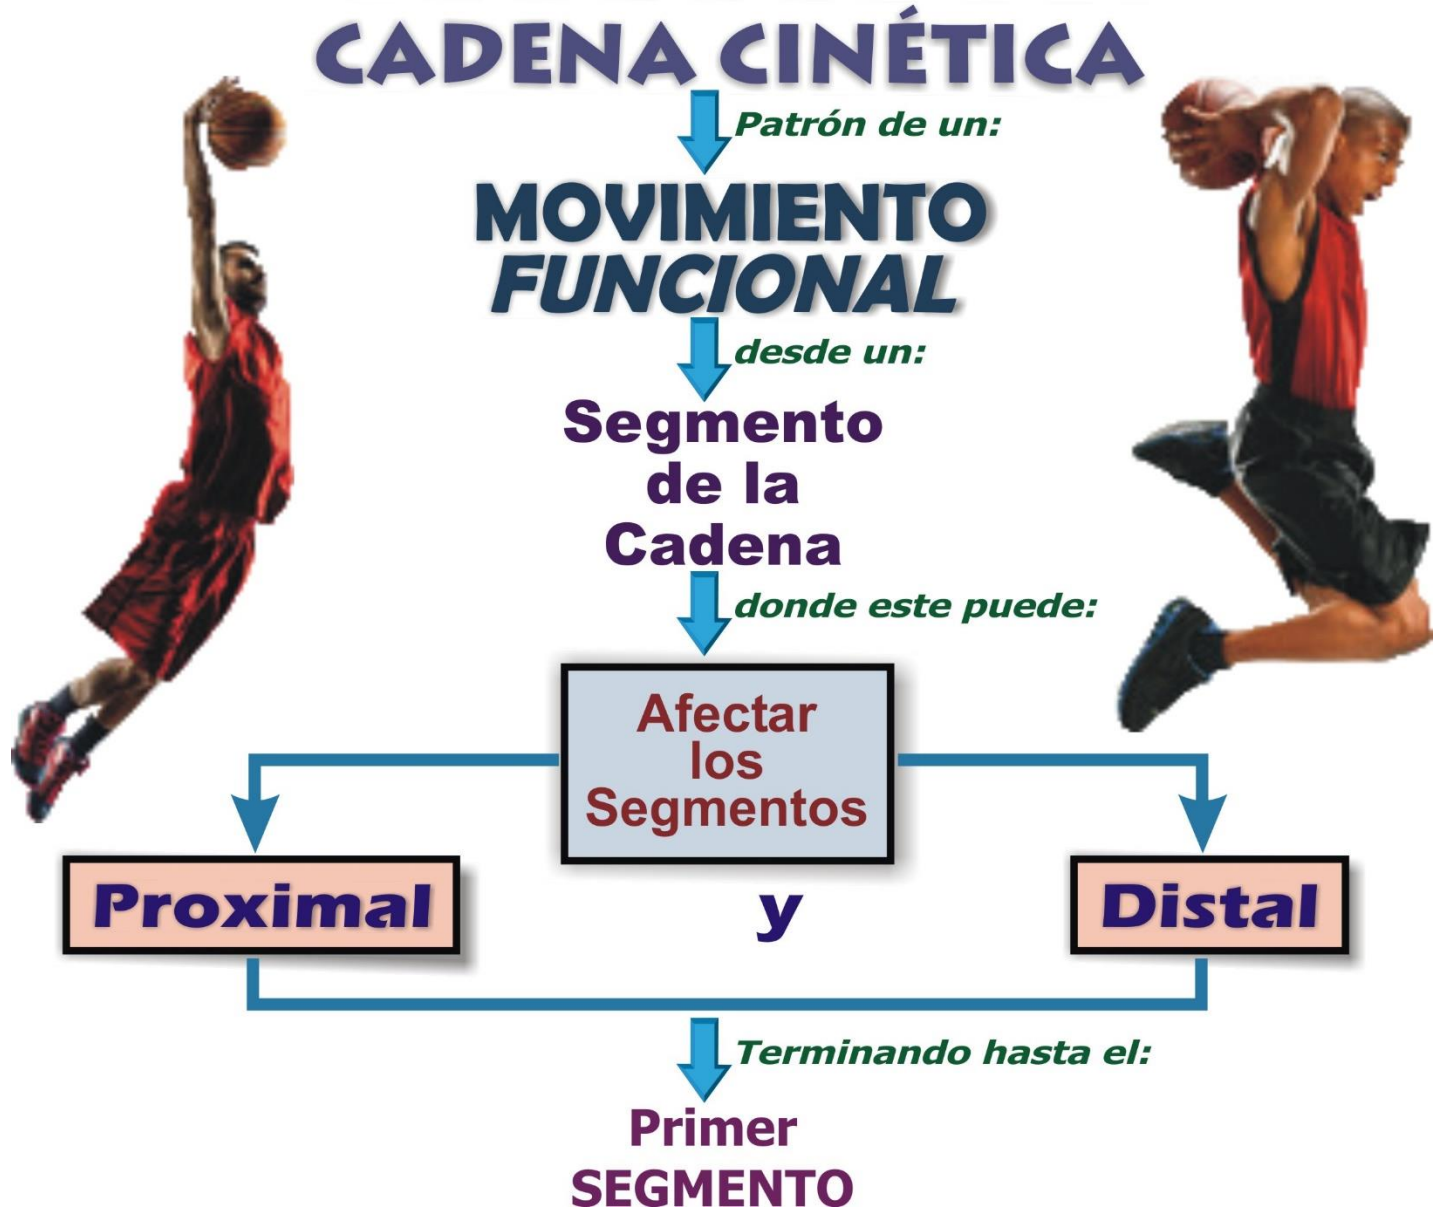 CADENA CINÉTICA
Patrón de un:
MOVIMIENTO
FUNCIONAL
desde un:
Segmento
de la
Cadena
donde este puede:
Afectar
los
Segmentos
Proximal
y
Distal
Terminando hasta el:
Primer
SEGMENTO